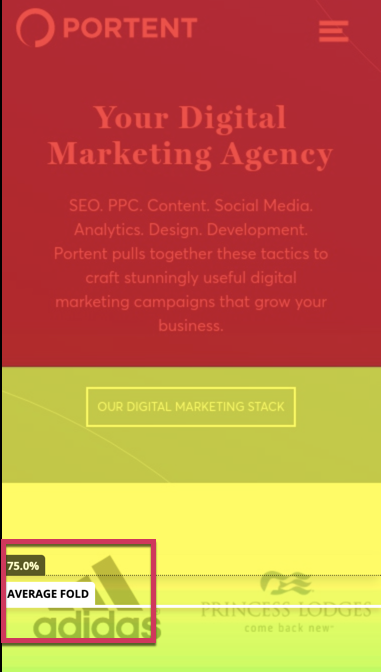 PORTENT
Your Digital
Marketing Agency
SEO. PPC. Content. Social Media.
Analytics. Design. Development.
Portent pulls together these tactics to
craft stunningly useful digital
marketing campaigns that grow your
business.
OUR DIGITAL MARKETING STACK
75.0%
AVERAGE FOLD
adidas
PRINCESS LODGES
come back new